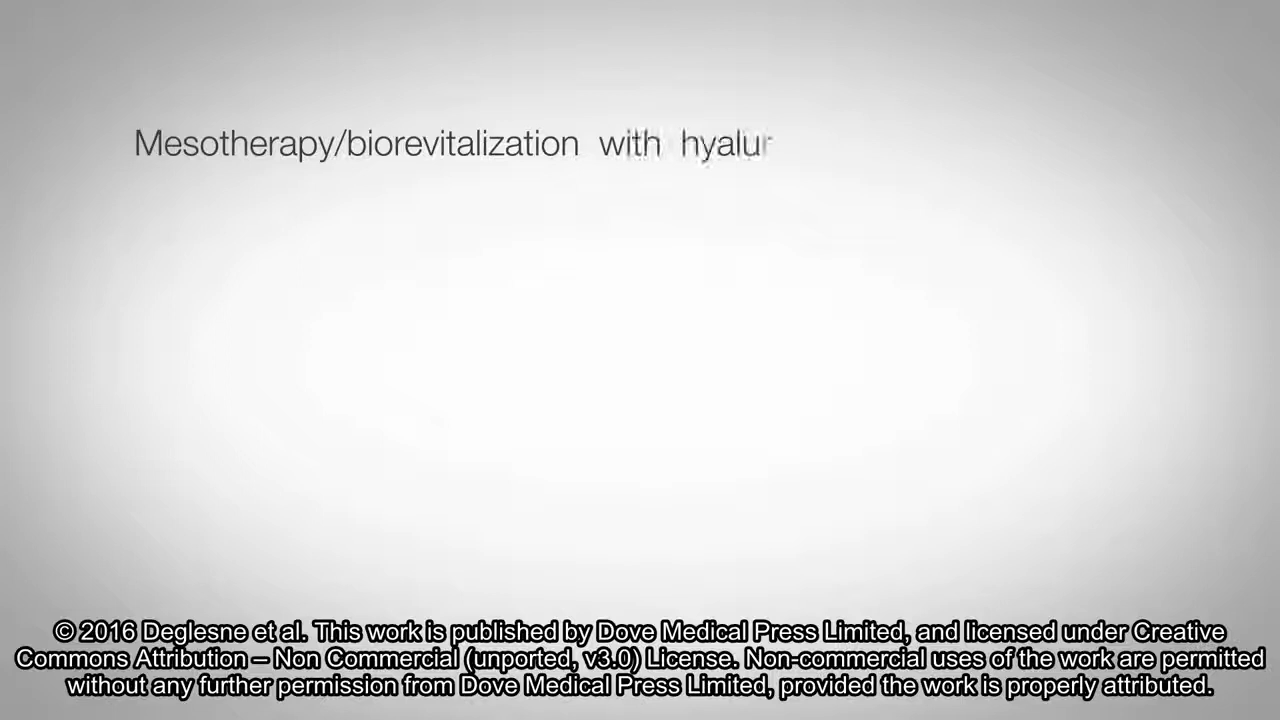 Mesotherapy/biorevitalization with hyalur
© 2016 Deglesne et al. This work is published by Dove Medical Press Limited, and licensed under Creative
Commons Attribution – Non Commercial (unported, v3.0) License. Non-commercial uses of the work are permitted
without any further permission from Dove Medical Press Limited, provided the work is properly attributed.